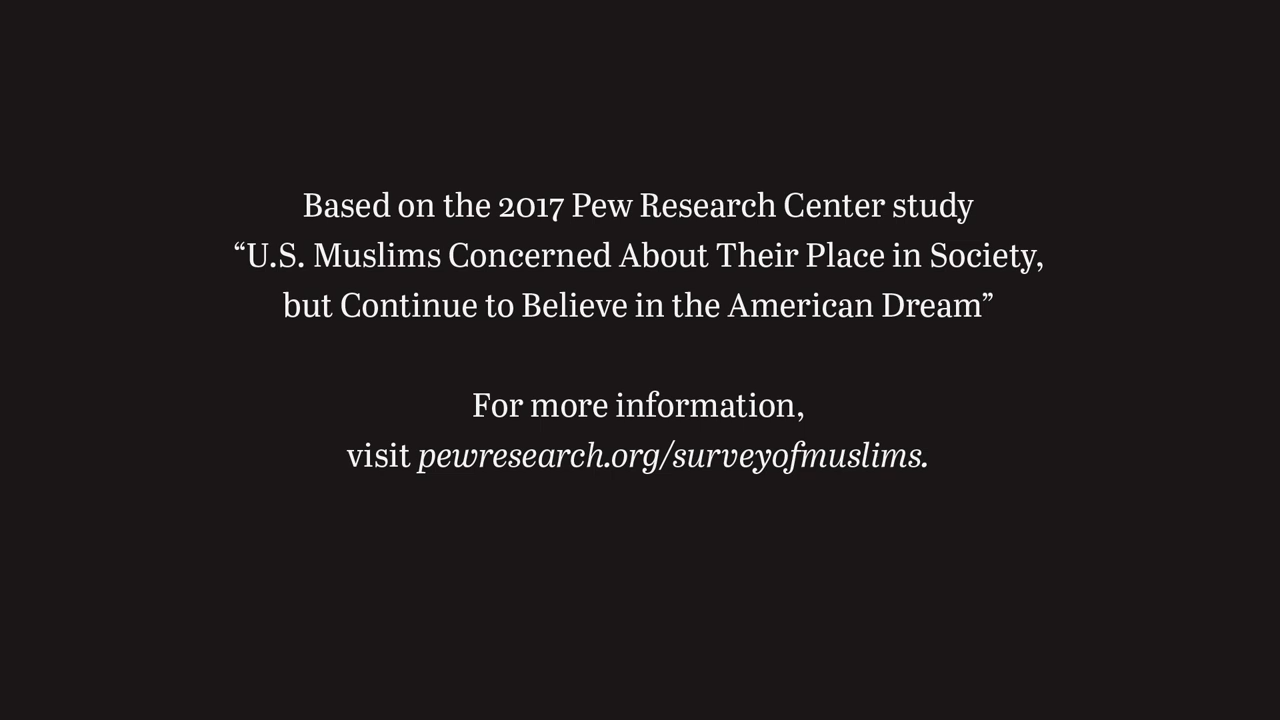 Based on the 2017 Pew Research Center study
“U.S. Muslims Concerned About Their Place in Society,
but Continue to Believe in the American Dream”
For more information,
visit pewresearch.org/surveyofmuslims.